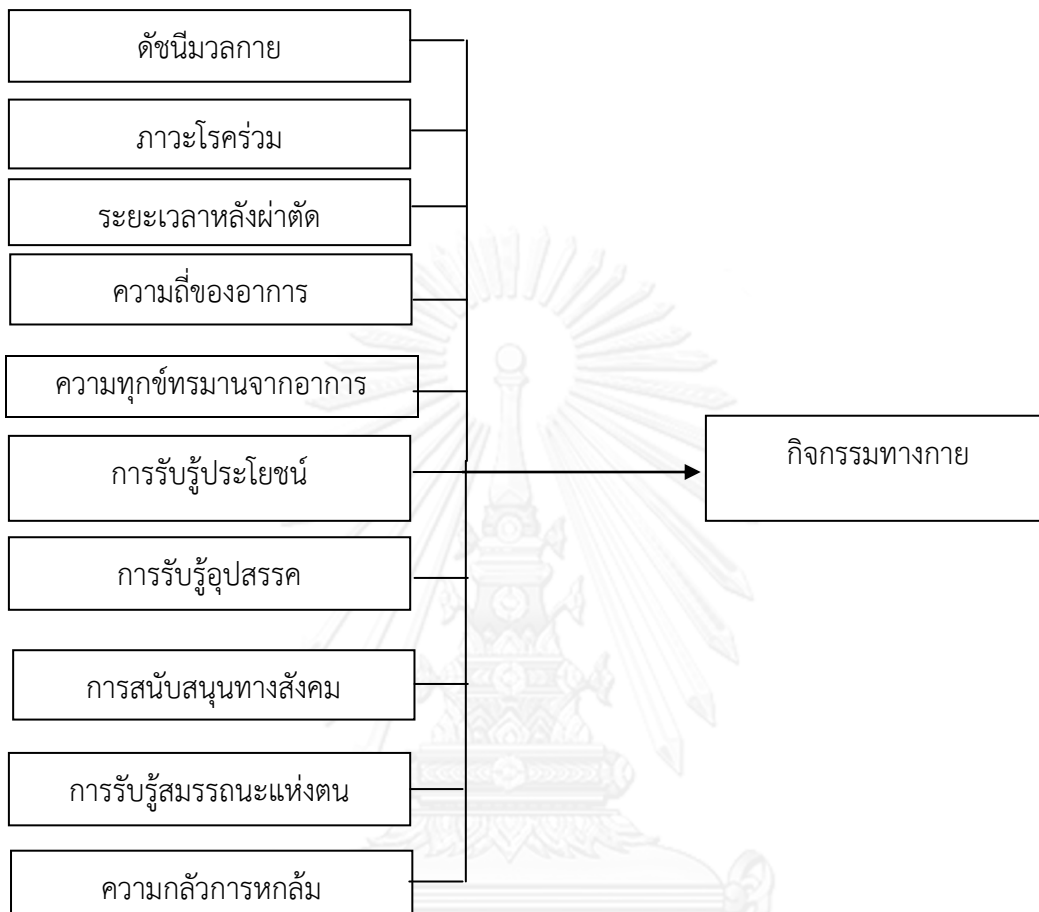 ดัชนีมวลกาย
ภาวะโรคร่วม
ระยะเวลาหลังผ่าตัด
ความถี่ของอาการ
ความทุกข์ทรมานจากอาการ
การรับรู้ประโยชน์
กิจกรรมทางกาย
การรับรู้อุปสรรค
การสนับสนุนทางสังคม
การรับรู้สมรรถนะแห่งตน
ความกลัวการหกล้ม